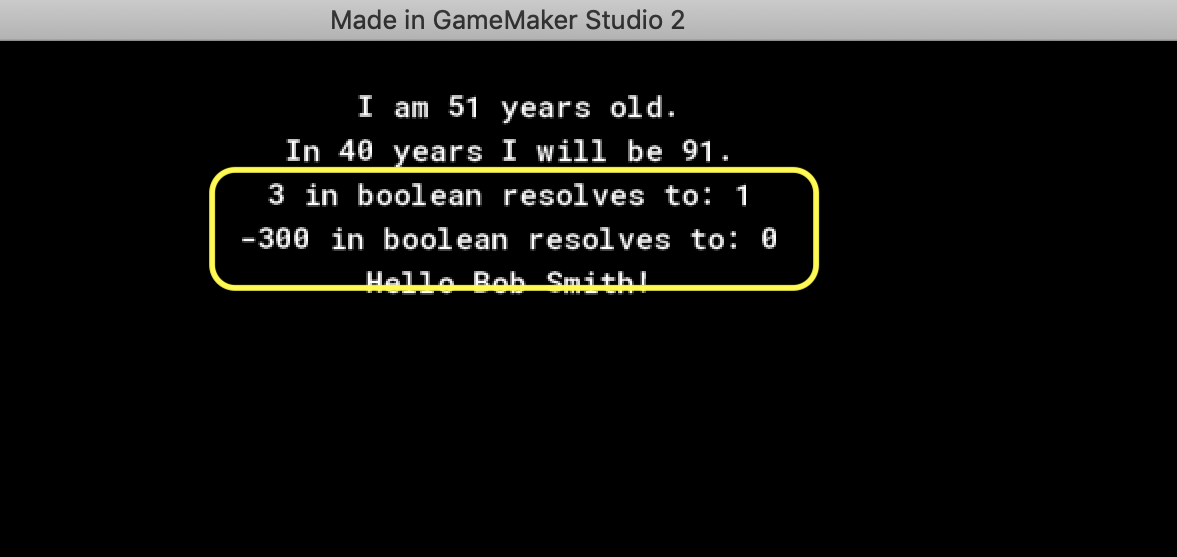 Made in GameMaker Studio 2
I am 51 years old.
In 40 years I will be 91.
3 in boolean resolves to: 1
-300 in boolean resolves to: 0
Hello Bob Smith!